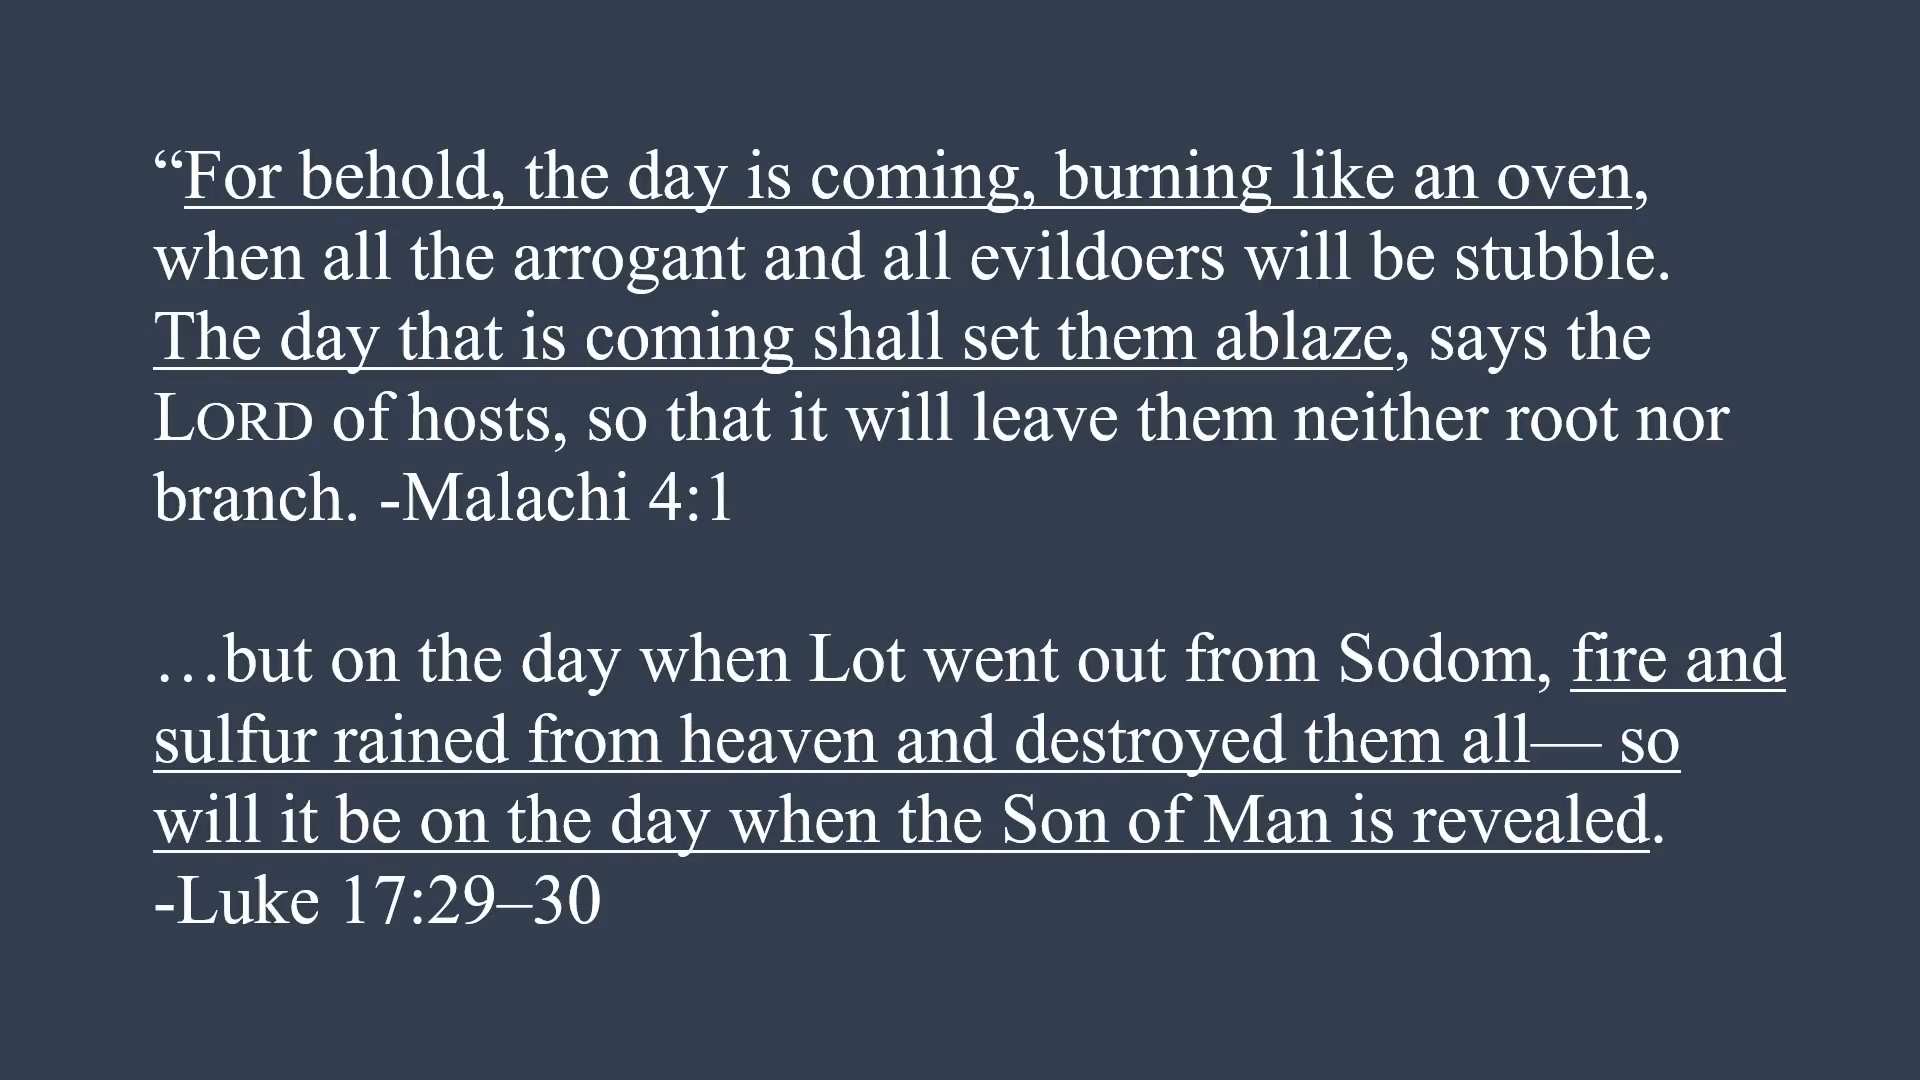 “For behold, the day is coming, burning like an oven,
when all the arrogant and all evildoers will be stubble.
The day that is coming shall set them ablaze, says the
LORD of hosts, so that it will leave them neither root nor
branch. -Malachi 4:1
…but on the day when Lot went out from Sodom, fire and
sulfur rained from heaven and destroyed them all— so
will it be on the day when the Son of Man is revealed.
-Luke 17:29–30